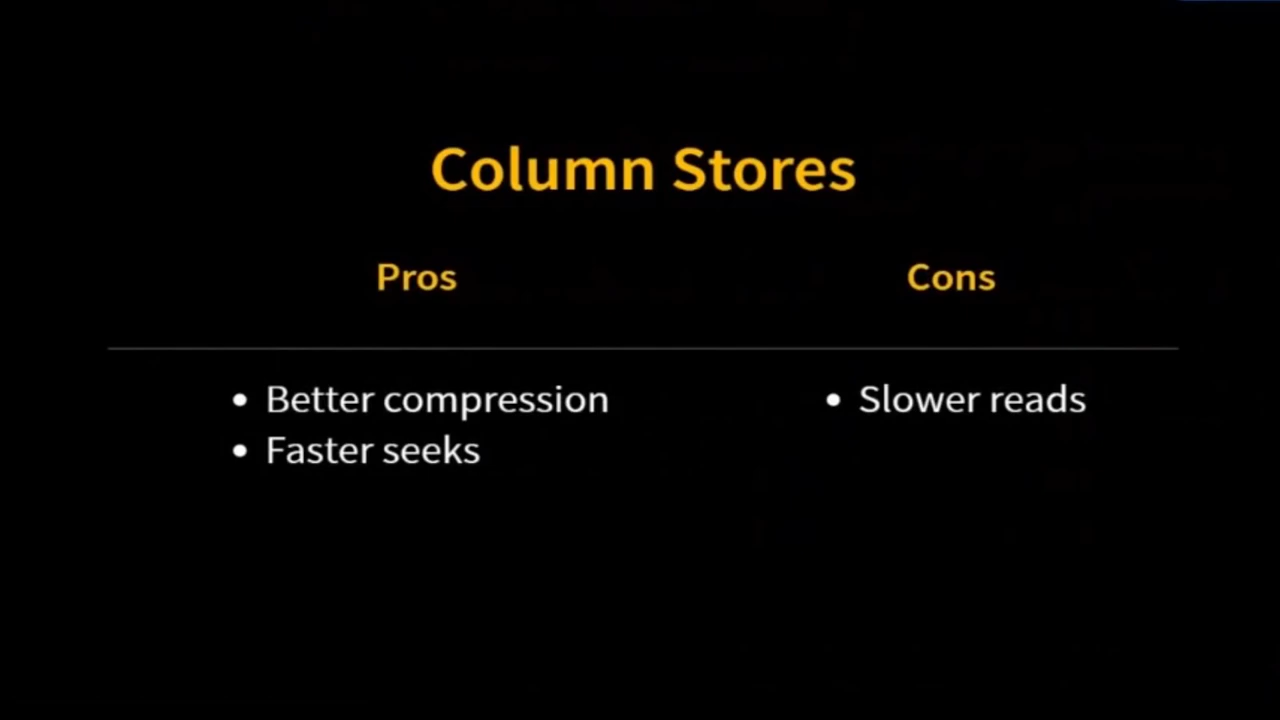 Column Stores
Pros
Cons
• Better compression
• Faster seeks
• Slower reads